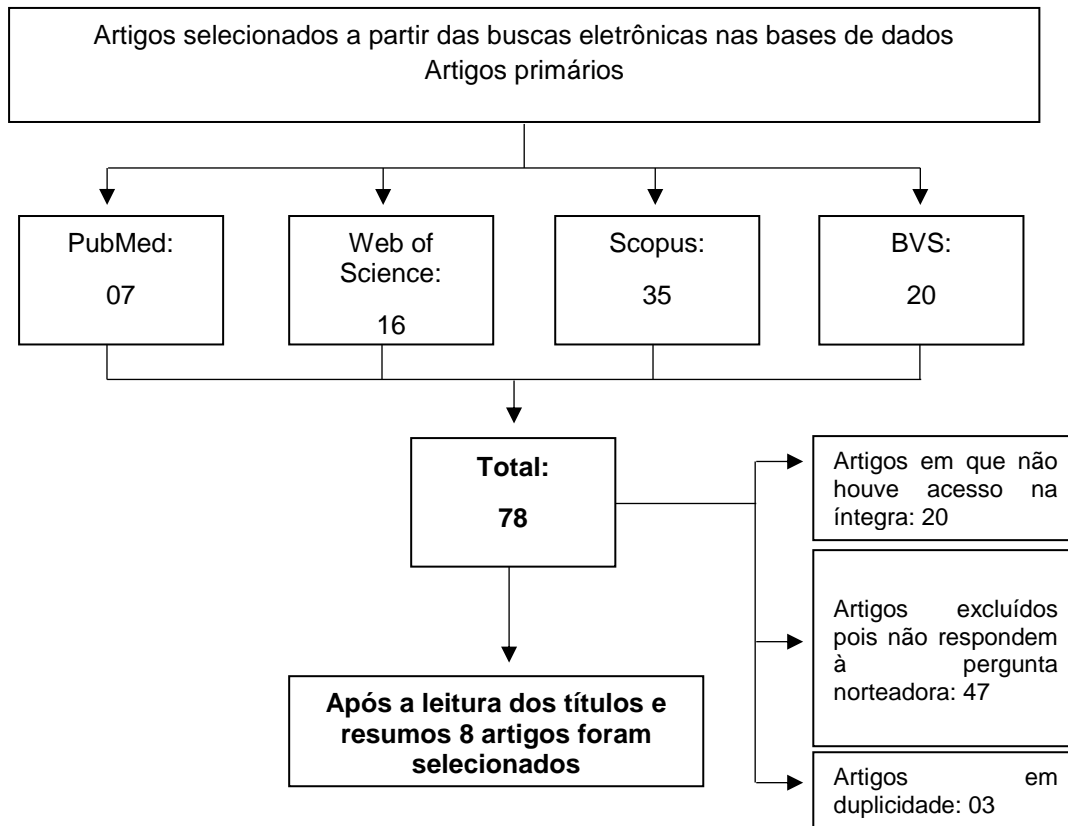 Artigos selecionados a partir das buscas eletrônicas nas bases de dados
Artigos primários
PubMed:
07
Web of
Science:
16
Scopus:
35
BVS:
20
Total:
78
Artigos em que não
houve acesso na
íntegra: 20
Artigos excluídos
pois não respondem
à pergunta
norteadora: 47
Artigos em
duplicidade: 03
Após a leitura dos títulos e
resumos 8 artigos foram
selecionados